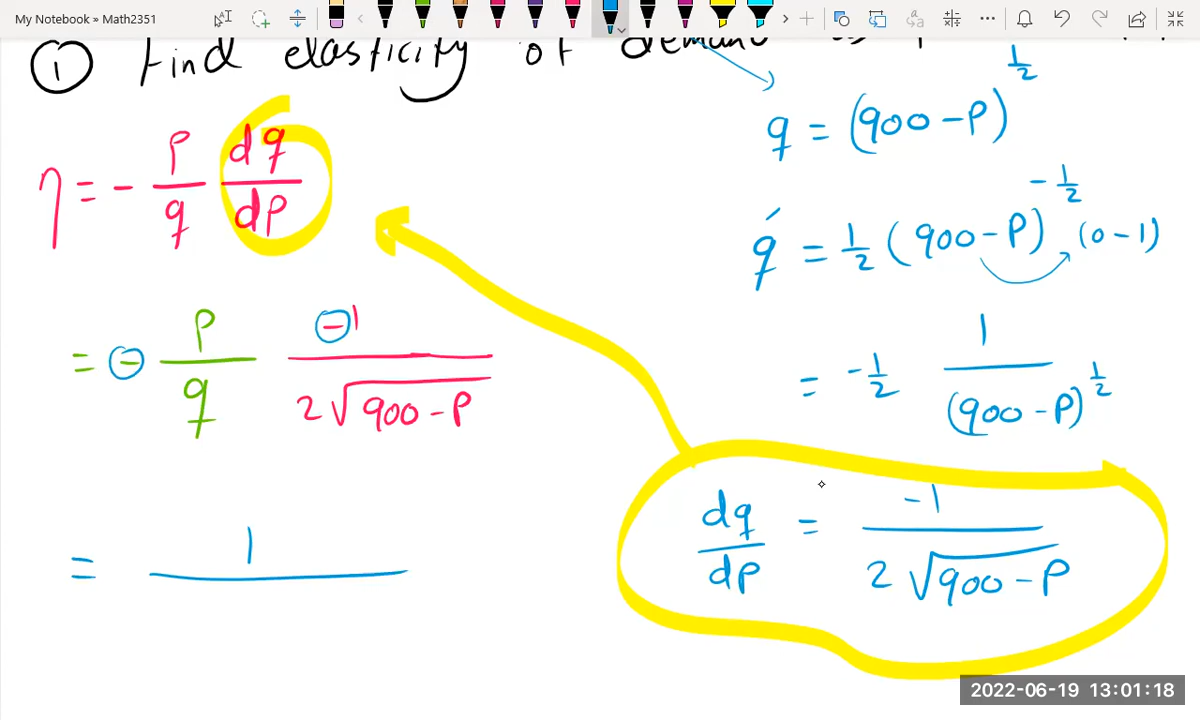 My Notebook » Math2351
① Find elasticity of demand
q = (900 - P)^{1/2}
η = - P/q dq/dP
q́ = 1/2 (900 - P)^{-1/2} (0 - 1)
= - P/q -1/(2√(900 - P))
= -1/2 1/(900 - P)^{1/2}
dq/dP = -1/(2√(900 - P))
= 1
2022-06-19 13:01:18